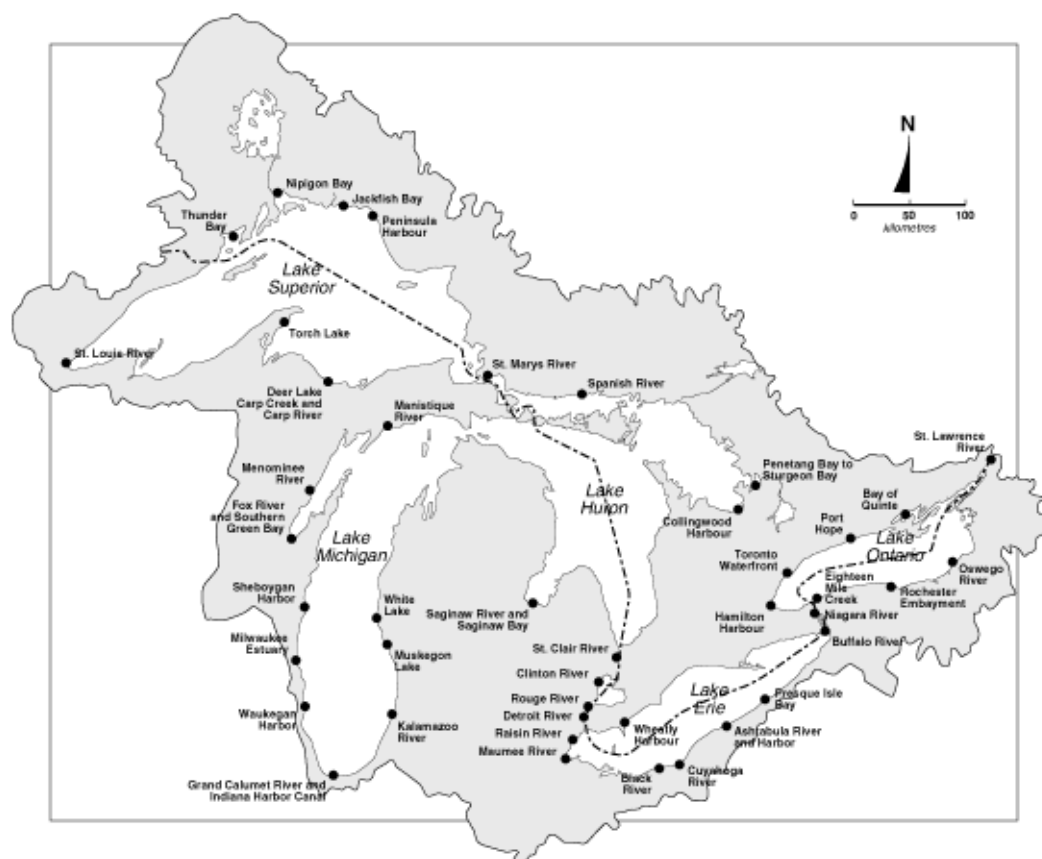 N
0
50
100
kilometres
Nipigon Bay
Jackfish Bay
Peninsula
Harbour
Thunder
Bay
Lake
Superior
Torch Lake
St. Louis River
Deer Lake
Carp Creek and
Carp River
St. Marys River
Spanish River
Manistique
River
St. Lawrence
River
Menominee
River
Penetang Bay to
Sturgeon Bay
Fox River
and Southern
Green Bay
Lake
Huron
Collingwood
Harbour
Bay of
Quinte
Port
Hope
Lake
Michigan
Lake
Ontario
Toronto
Waterfront
Oswego
River
Eighteen
Mile
Creek
Rochester
Embayment
Sheboygan
Harbor
White
Lake
Saginaw River and
Saginaw Bay
Hamilton
Harbour
Niagara River
Buffalo River
Milwaukee
Estuary
Muskegon
Lake
St. Clair River
Clinton River
Lake
Erie
Rouge River
Detroit River
Presque Isle
Bay
Waukegan
Harbor
Kalamazoo
River
Raisin River
Wheatly
Harbour
Ashtabula River
and Harbor
Maumee River
Black
River
Cuyahoga
River
Grand Calumet River and
Indiana Harbor Canal